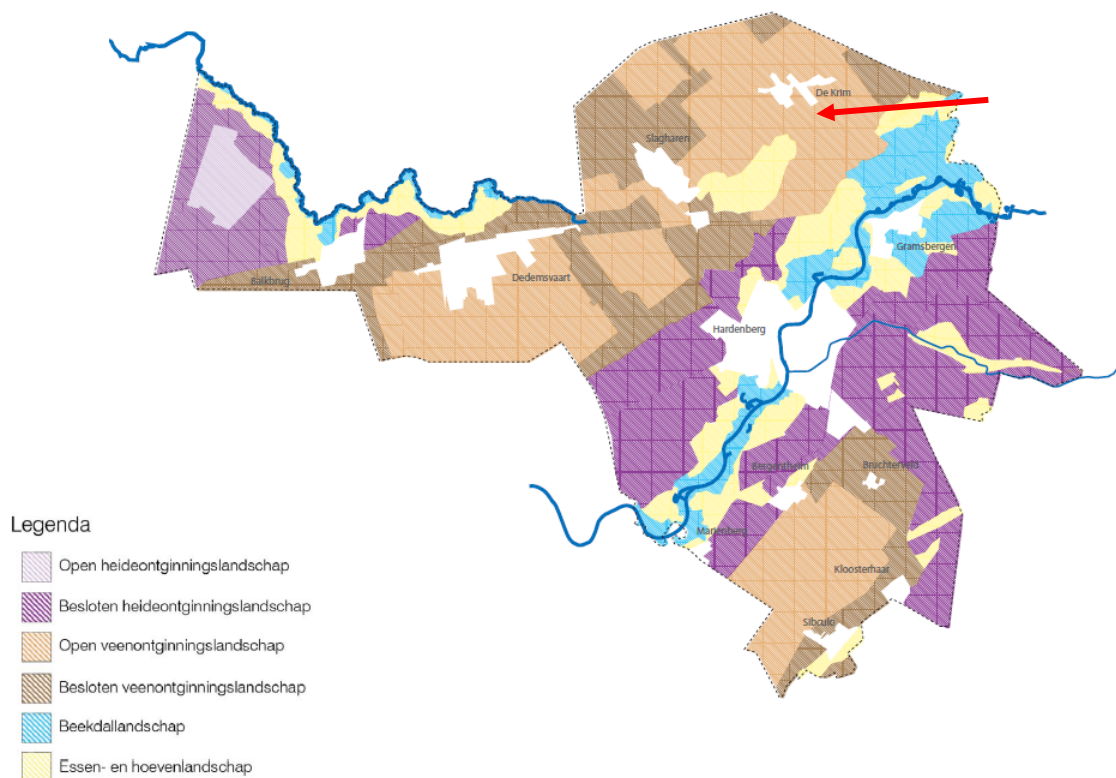 De Krim
Slagharen
Gramsbergen
Balkbrug
Dedemsvaart
Hardenberg
Bergentheim
Bruchterveld
Mariënberg
Kloosterhaar
Sibculo
Legenda
Open heideontginningslandschap
Besloten heideontginningslandschap
Open veenontginningslandschap
Besloten veenontginningslandschap
Beekdallandschap
Essen- en hoevenlandschap